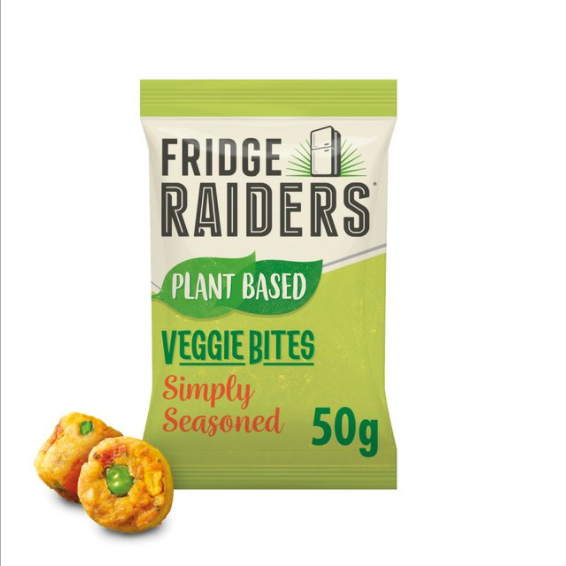 FRIDGE
RAIDERS
PLANT BASED
VEGGIE BITES
Simply
Seasoned
50g